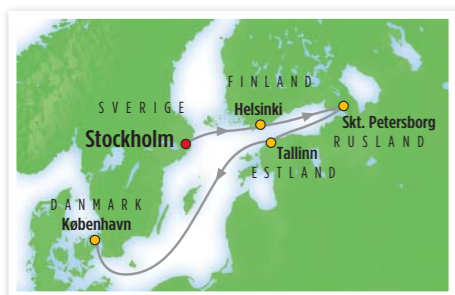 FINLAND
SVERIGE
Helsinki
Skt. Petersborg
Stockholm
RUSLAND
Tallinn
ESTLAND
DANMARK
København